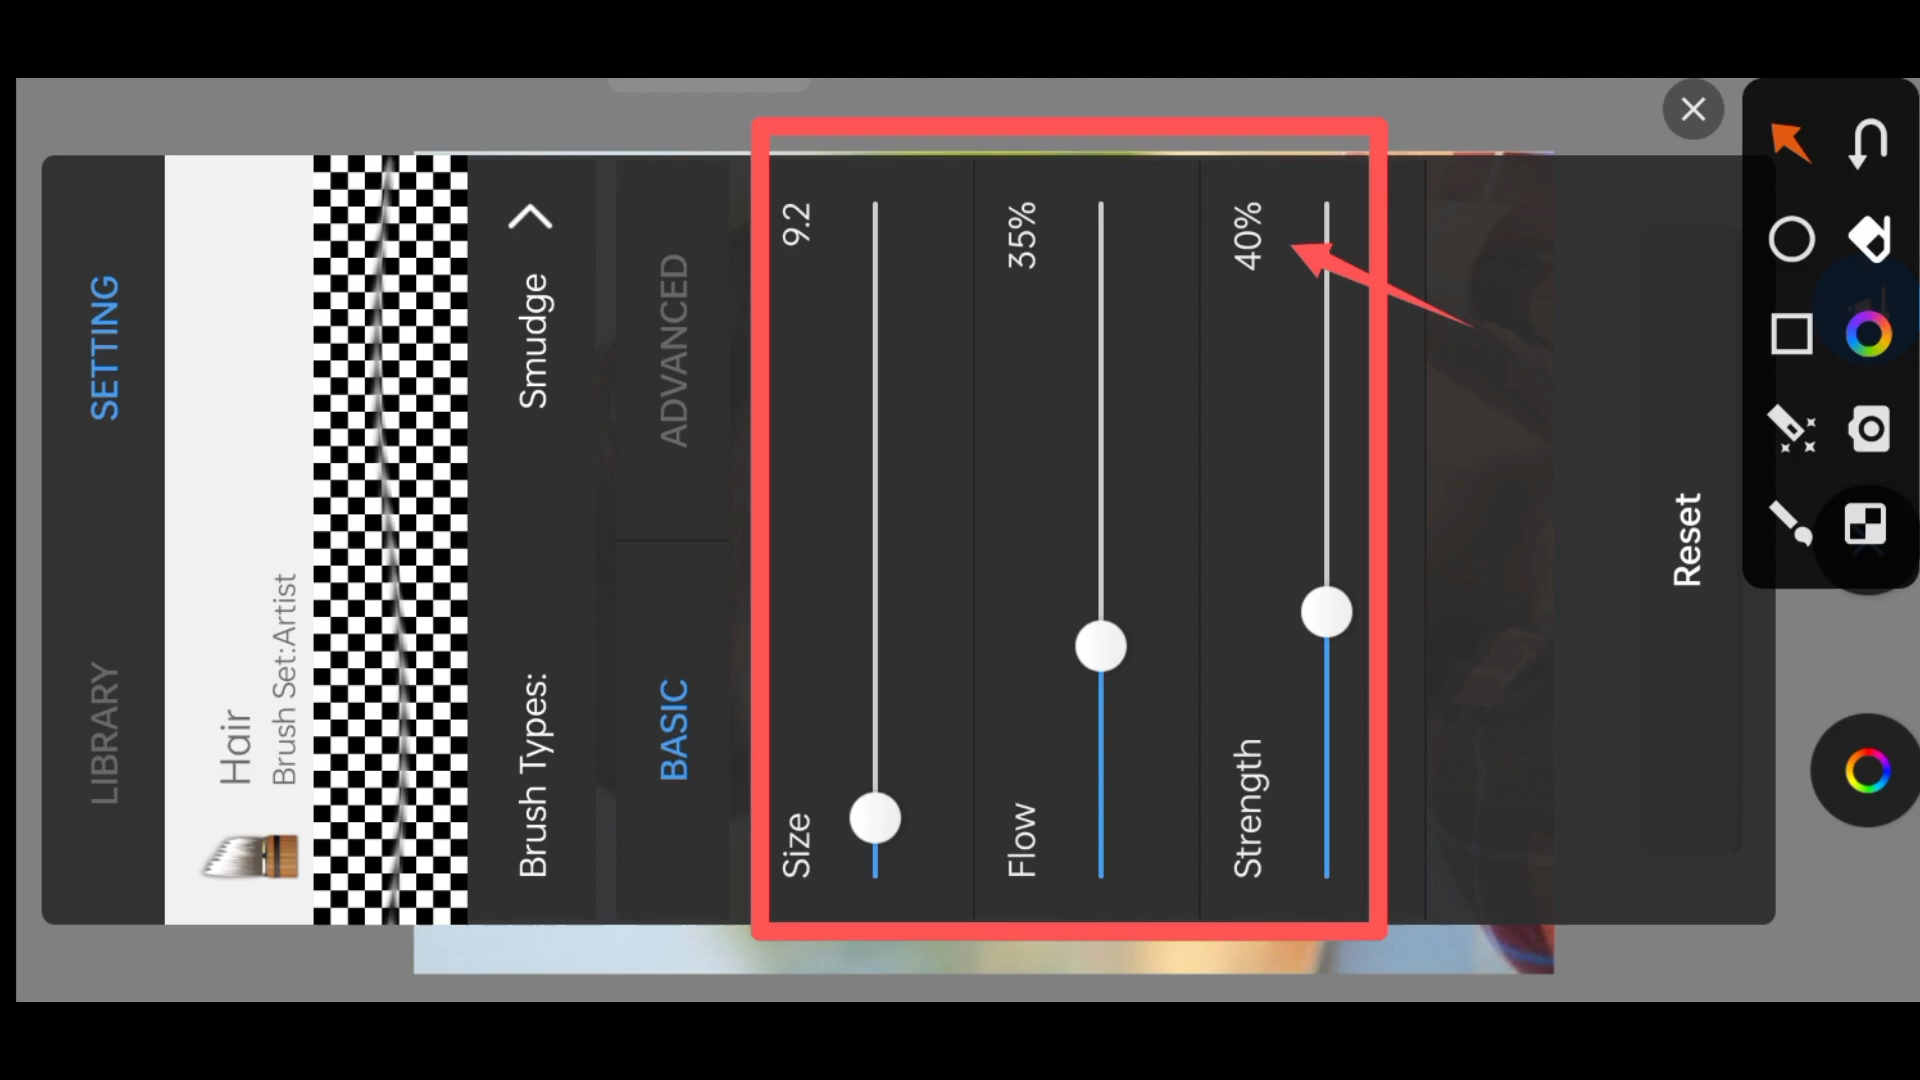 LIBRARY
SETTING
Hair
Brush Set:Artist
Brush Types:
Smudge
BASIC
ADVANCED
Size
9.2
Flow
35%
Strength
40%
Reset